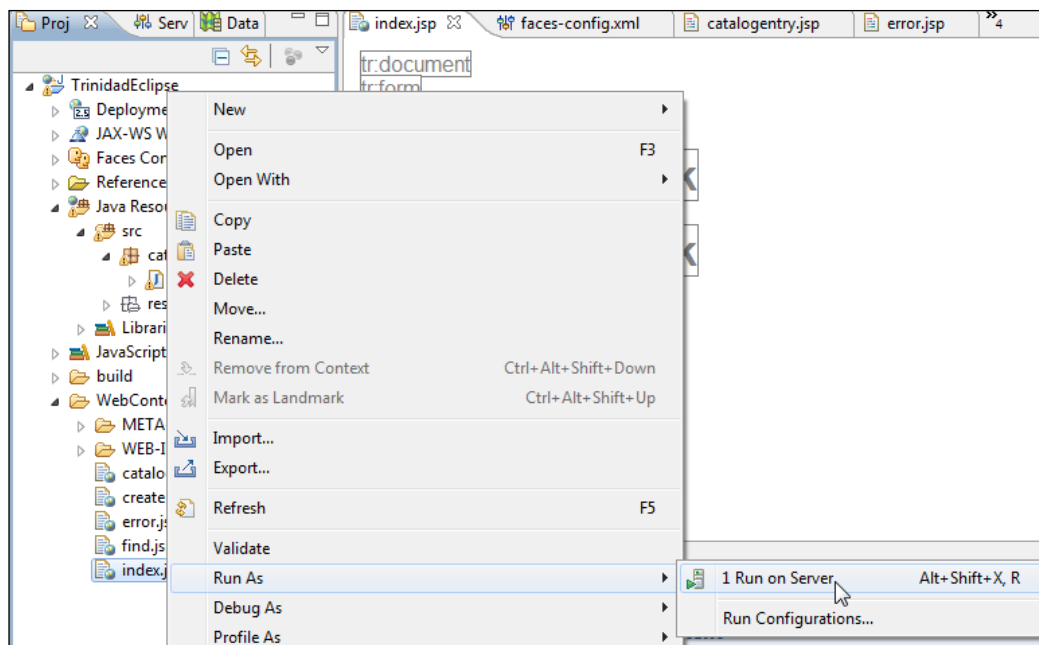 Proj Serv Data
index.jsp faces-config.xml catalogentry.jsp error.jsp »4
tr:document
tr:form
TrinidadEclipse
Deployme
JAX-WS W
Faces Con
Reference
Java Resou
src
cat
res
Librari
JavaScript
build
WebConte
META
WEB-I
catalo
create
error.js
find.js
index.j
New
Open F3
Open With
Copy
Paste
Delete
Move...
Rename...
Remove from Context Ctrl+Alt+Shift+Down
Mark as Landmark Ctrl+Alt+Shift+Up
Import...
Export...
Refresh F5
Validate
Run As
Debug As
Profile As
1 Run on Server Alt+Shift+X, R
Run Configurations...